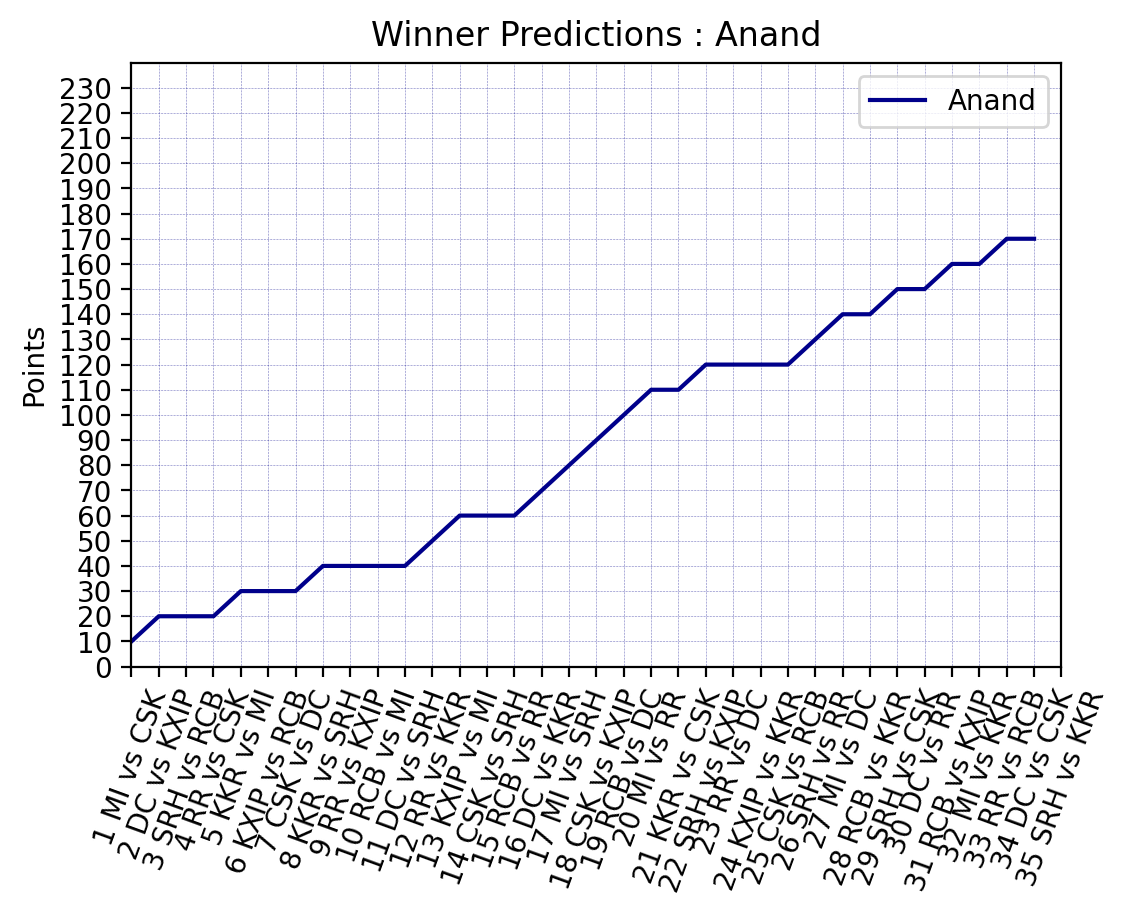 Winner Predictions : Anand
Anand
Points
230
220
210
200
190
180
170
160
150
140
130
120
110
100
90
80
70
60
50
40
30
20
10
0
1 MI vs CSK
2 DC vs KXIP
3 SRH vs RCB
4 RR vs CSK
5 KKR vs MI
6 KXIP vs RCB
7 CSK vs DC
8 KKR vs SRH
9 RR vs KXIP
10 RCB vs MI
11 DC vs SRH
12 RR vs KKR
13 KXIP vs MI
14 CSK vs SRH
15 RCB vs RR
16 DC vs KKR
17 MI vs SRH
18 CSK vs KXIP
19 RCB vs DC
20 MI vs RR
21 KKR vs CSK
22 SRH vs KXIP
23 RR vs DC
24 KXIP vs KKR
25 CSK vs RCB
26 SRH vs RR
27 MI vs DC
28 RCB vs KKR
29 SRH vs CSK
30 DC vs RR
31 RCB vs KXIP
32 MI vs KKR
33 RR vs RCB
34 DC vs CSK
35 SRH vs KKR